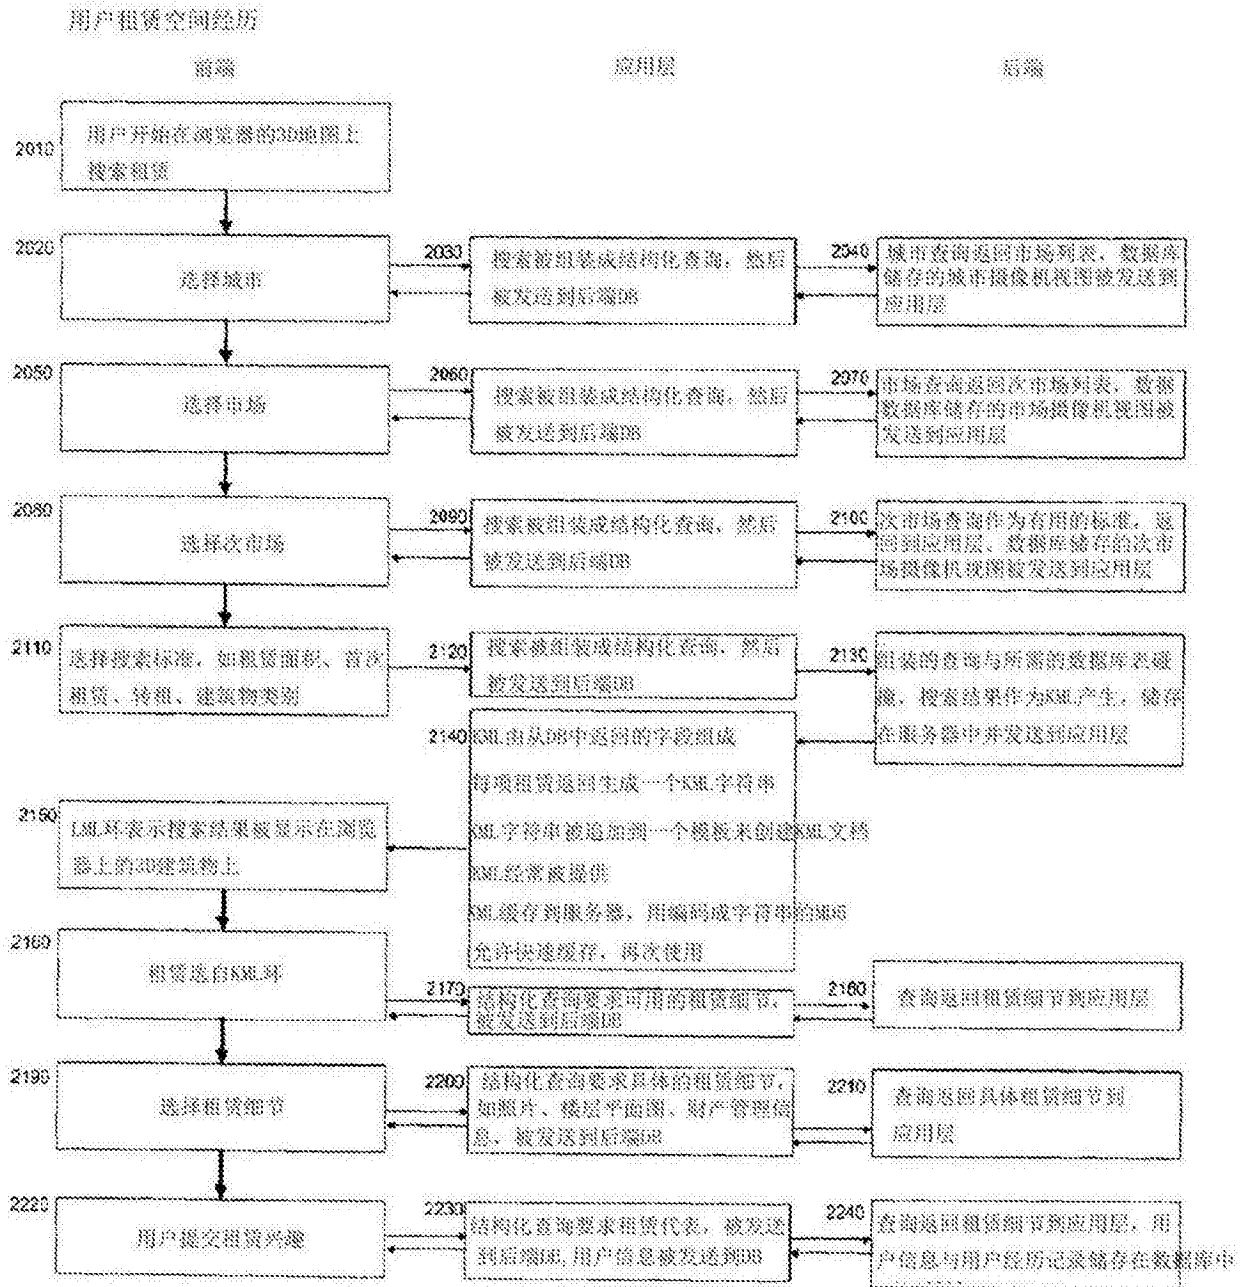 用户租赁空间经历
前端
应用层
后端
2010
用户开始在浏览器的3D地图上
搜索租赁
2020
选择城市
2030
搜索被组装成结构化查询，然后
被发送到后端DB
2040
城市查询返回市场列表，数据库
储存的城市摄像机视图被发送到
应用层
2050
选择市场
2060
搜索被组装成结构化查询，然后
被发送到后端DB
2070
市场查询返回次市场列表，数据
数据库储存的市场摄像机视图被
发送到应用层
2080
选择次市场
2090
搜索被组装成结构化查询，然后
被发送到后端DB
2100
次市场查询作为有用的标准，返
回到应用层、数据库储存的次市
场摄像机视图被发送到应用层
2110
选择搜索标准，如租赁面积、首次
租赁、转租、建筑物类别
2120
搜索被组装成结构化查询，然后
被发送到后端DB
2130
组装的查询与所需的数据库表碰
撞，搜索结果作为KML产生，储存
在服务器中并发送到应用层
2140
KML由从DB中返回的字段组成
每项租赁返回生成一个KML字符串
KML字符串被追加到一个模板来创建KML文档
KML经常被提供
KML缓存到服务器，用编码成字符串的MD5
允许快速缓存，再次使用
2150
LML环表示搜索结果被显示在浏览
器上的3D建筑物上
2160
租赁选自KML环
2170
结构化查询要求可用的租赁细节，
被发送到后端DB
2180
查询返回租赁细节到应用层
2190
选择租赁细节
2200
结构化查询要求具体的租赁细节，
如照片、楼层平面图、财产管理信
息，被发送到后端DB
2210
查询返回具体租赁细节到
应用层
2220
用户提交租赁兴趣
2230
结构化查询要求租赁代表，被发送
到后端DB,用户信息被发送到DB
2240
查询返回租赁细节到应用层，用
户信息与用户经历记录储存在数据库中